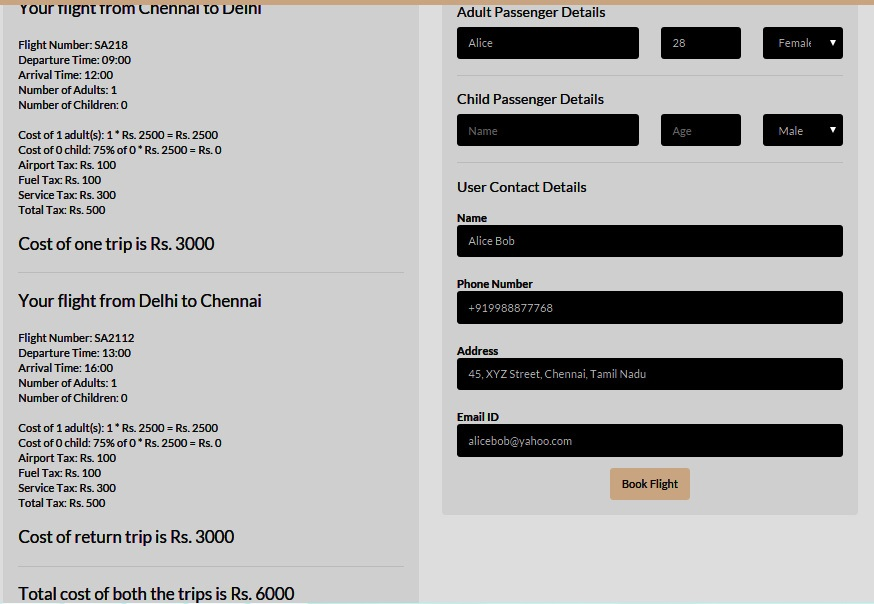 Your flight from Chennai to Delhi
Flight Number: SA218
Departure Time: 09:00
Arrival Time: 12:00
Number of Adults: 1
Number of Children: 0
Cost of 1 adult(s): 1 * Rs. 2500 = Rs. 2500
Cost of 0 child: 75% of 0 * Rs. 2500 = Rs. 0
Airport Tax: Rs. 100
Fuel Tax: Rs. 100
Service Tax: Rs. 300
Total Tax: Rs. 500
Cost of one trip is Rs. 3000
Your flight from Delhi to Chennai
Flight Number: SA2112
Departure Time: 13:00
Arrival Time: 16:00
Number of Adults: 1
Number of Children: 0
Cost of 1 adult(s): 1 * Rs. 2500 = Rs. 2500
Cost of 0 child: 75% of 0 * Rs. 2500 = Rs. 0
Airport Tax: Rs. 100
Fuel Tax: Rs. 100
Service Tax: Rs. 300
Total Tax: Rs. 500
Cost of return trip is Rs. 3000
Total cost of both the trips is Rs. 6000
Adult Passenger Details
Alice 28 Female
Child Passenger Details
Name Age Male
User Contact Details
Name
Alice Bob
Phone Number
+919988877768
Address
45, XYZ Street, Chennai, Tamil Nadu
Email ID
alicebob@yahoo.com
Book Flight